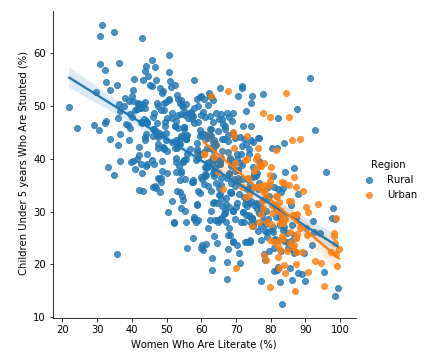 Children Under 5 years Who Are Stunted (%)
60
50
40
30
20
10
20 30 40 50 60 70 80 90 100
Women Who Are Literate (%)
Region
Rural
Urban